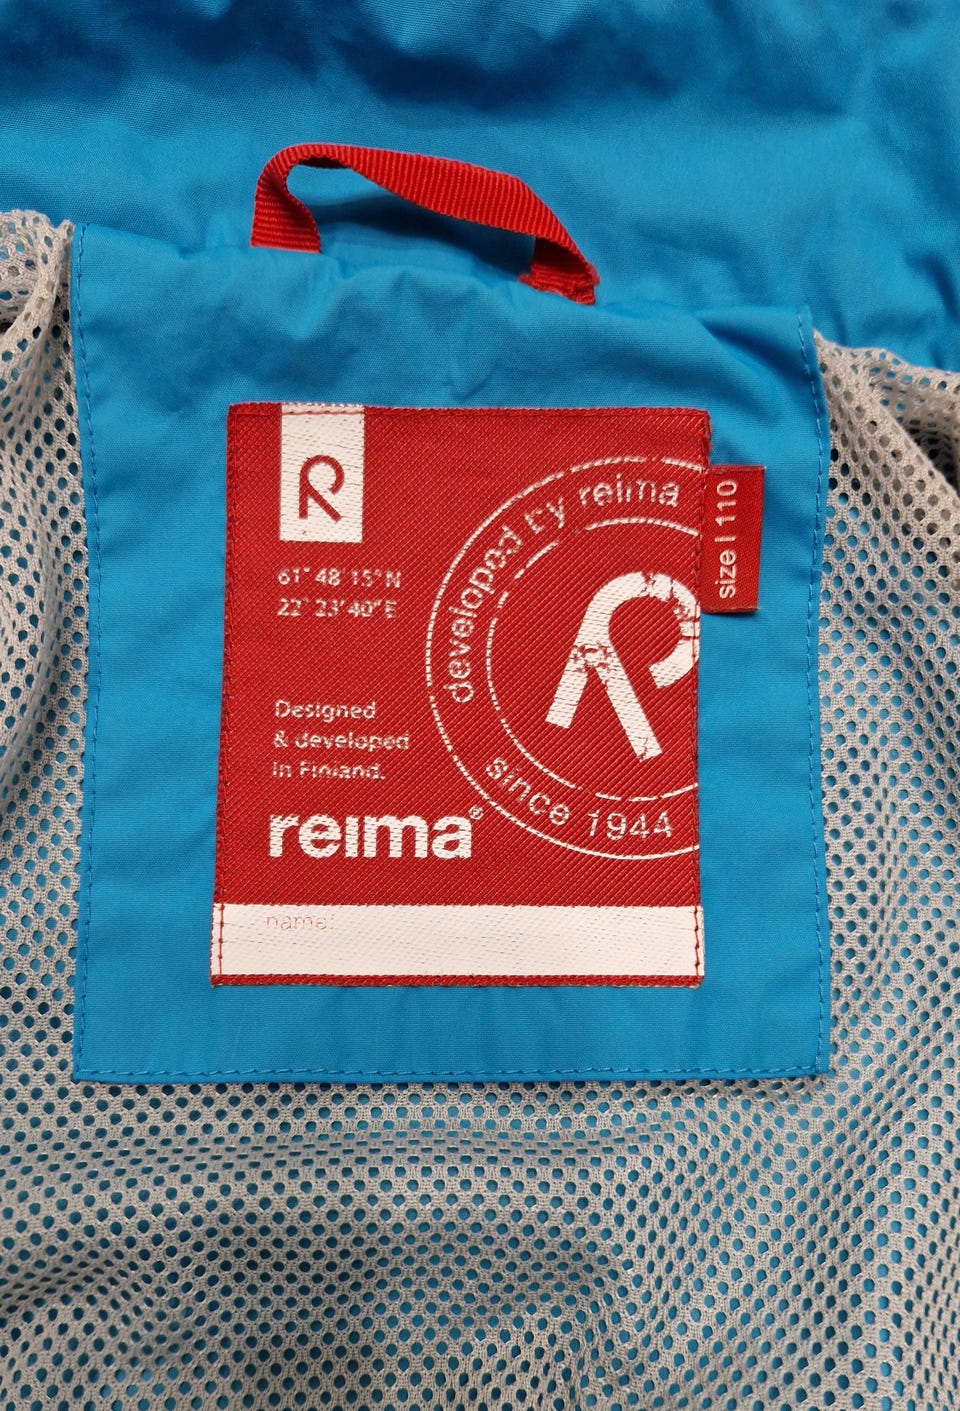 developed by reima
size | 110
61° 48' 15" N
22° 23' 40" E
Designed
& developed
in Finland.
since 1944
reima®
name: